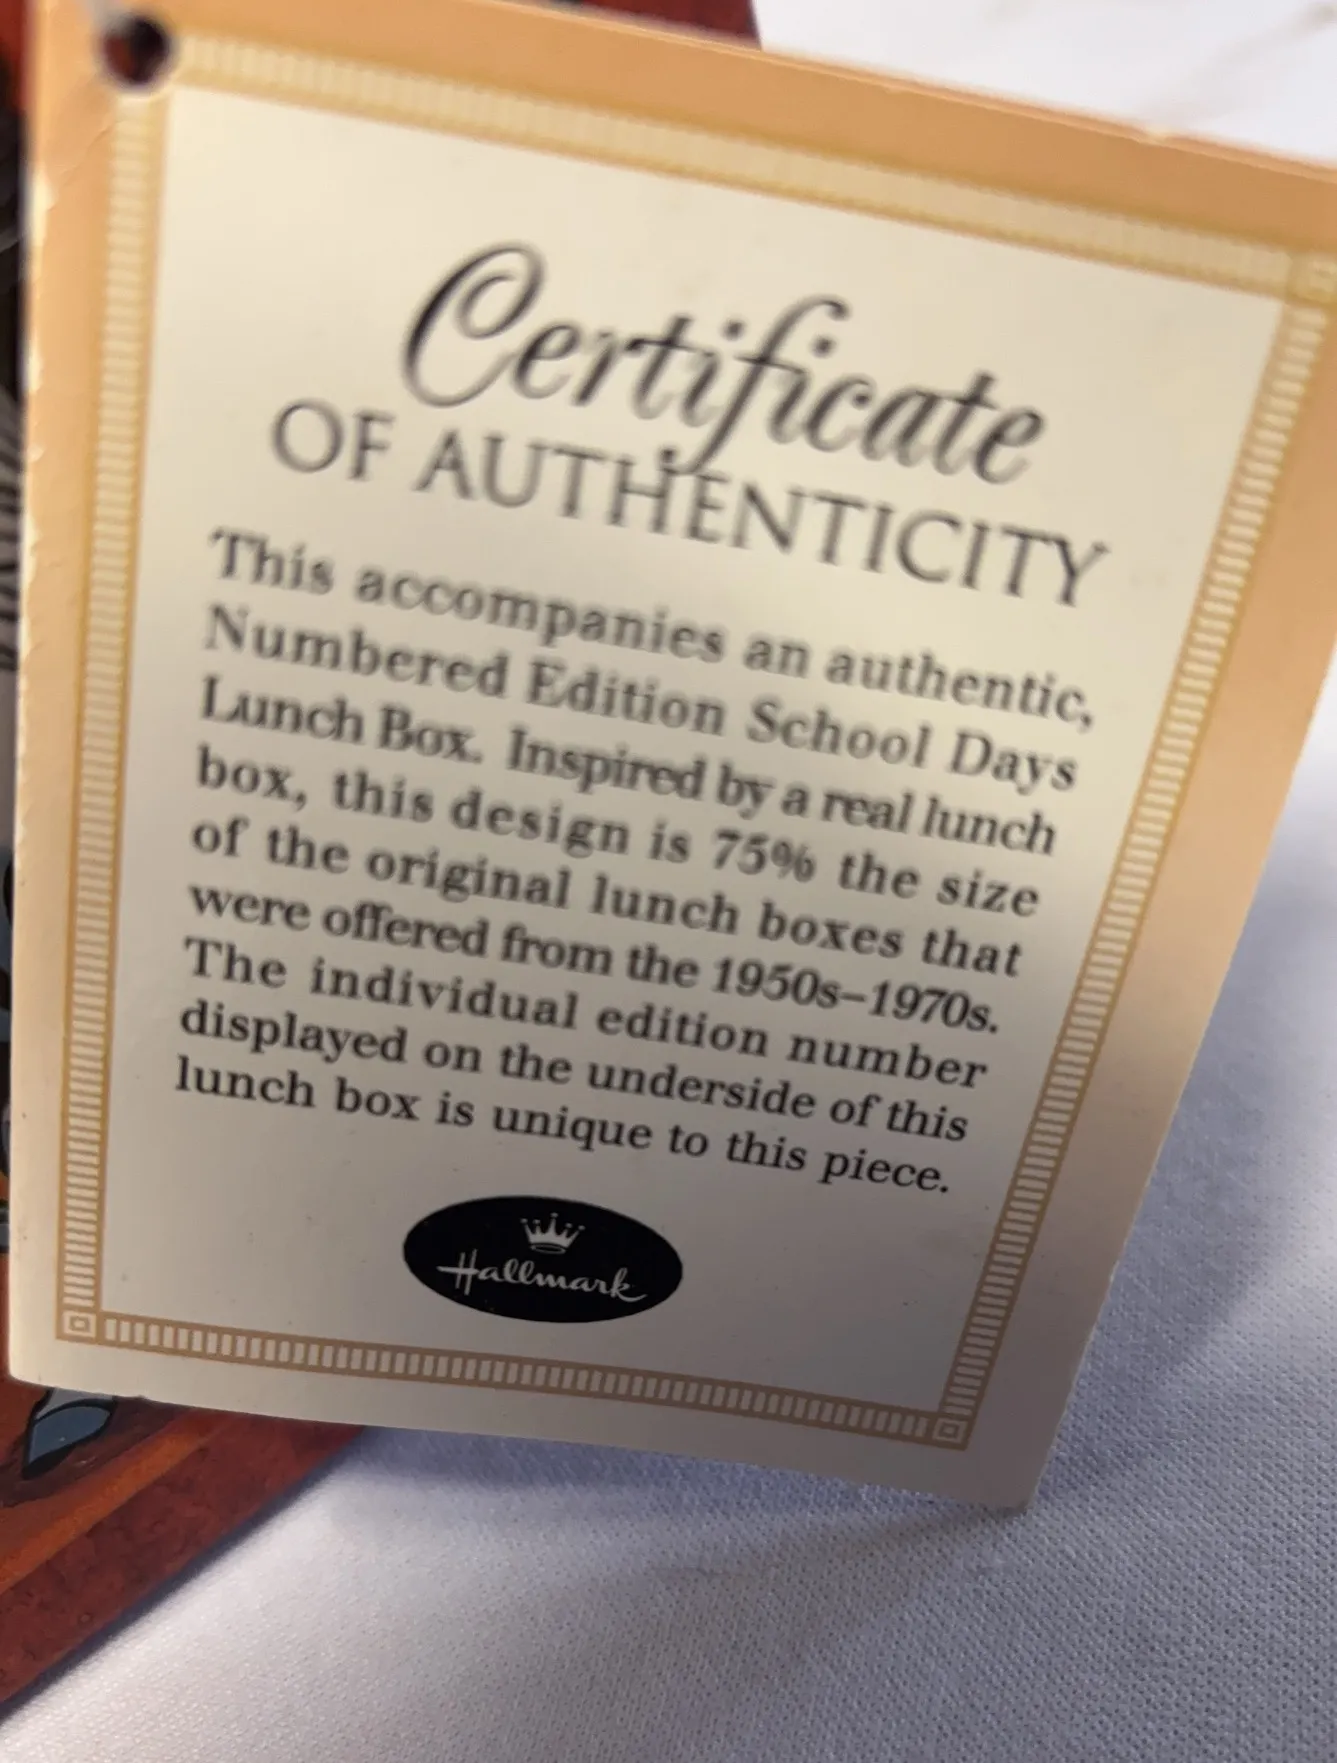 Certificate
OF AUTHENTICITY
This accompanies an authentic,
Numbered Edition School Days
Lunch Box. Inspired by a real lunch
box, this design is 75% the size
of the original lunch boxes that
were offered from the 1950s–1970s.
The individual edition number
displayed on the underside of this
lunch box is unique to this piece.
Hallmark